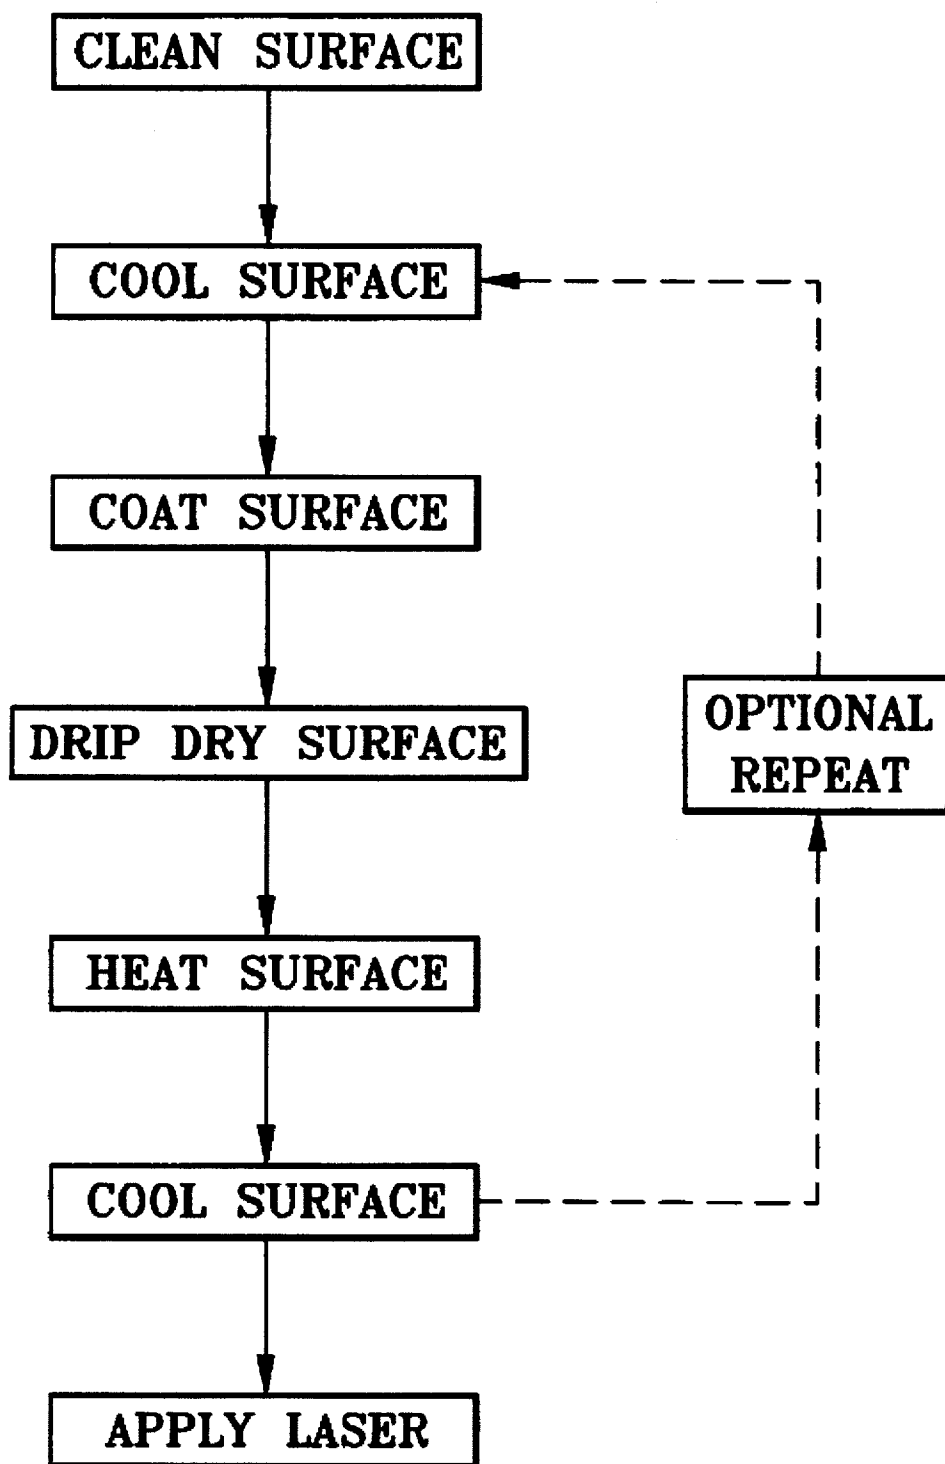 CLEAN SURFACE
COOL SURFACE
COAT SURFACE
DRIP DRY SURFACE
OPTIONAL
REPEAT
HEAT SURFACE
COOL SURFACE
APPLY LASER